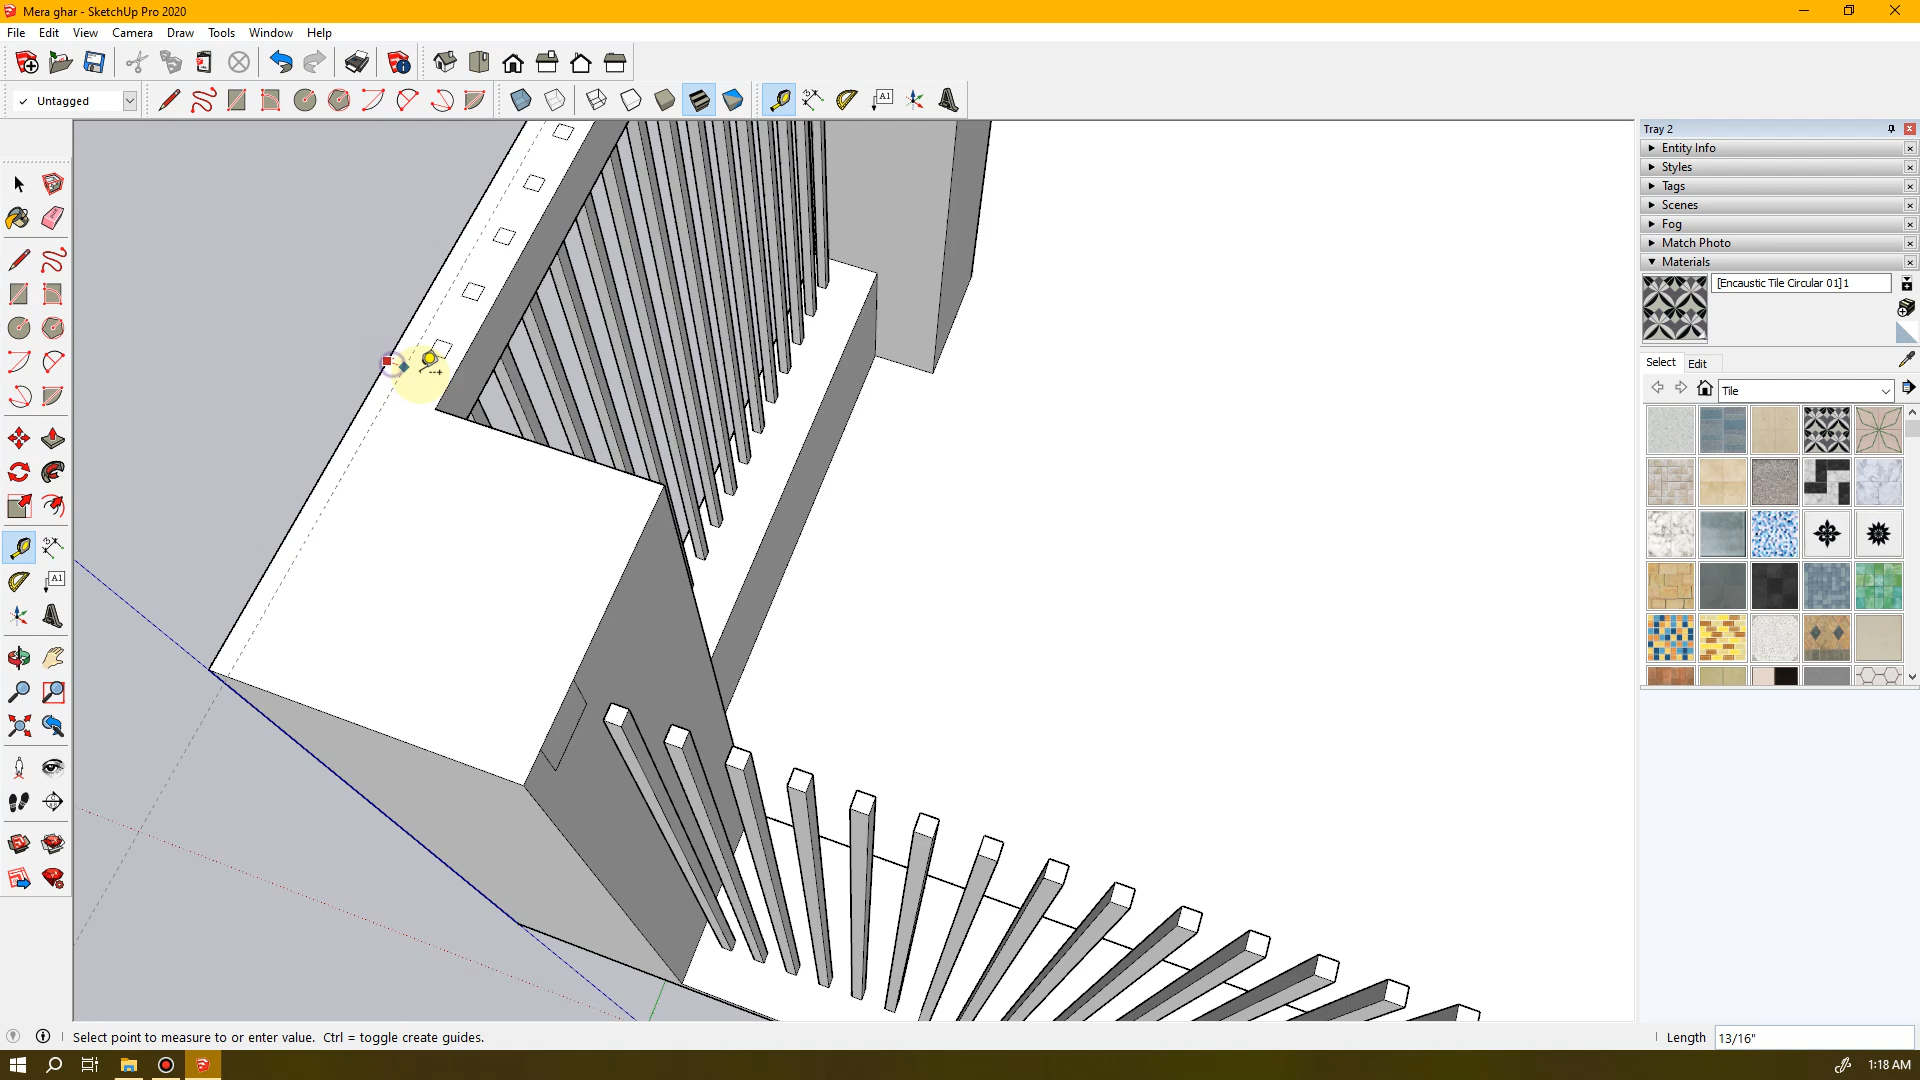 Mera ghar - SketchUp Pro 2020
File Edit View Camera Draw Tools Window Help
✓ Untagged
A1
Tray 2
Entity Info
Styles
Tags
Scenes
Fog
Match Photo
Materials
[Encaustic Tile Circular 01]1
Select Edit
Tile
A1
Select point to measure to or enter value. Ctrl = toggle create guides.
Length 13/16"
1:18 AM